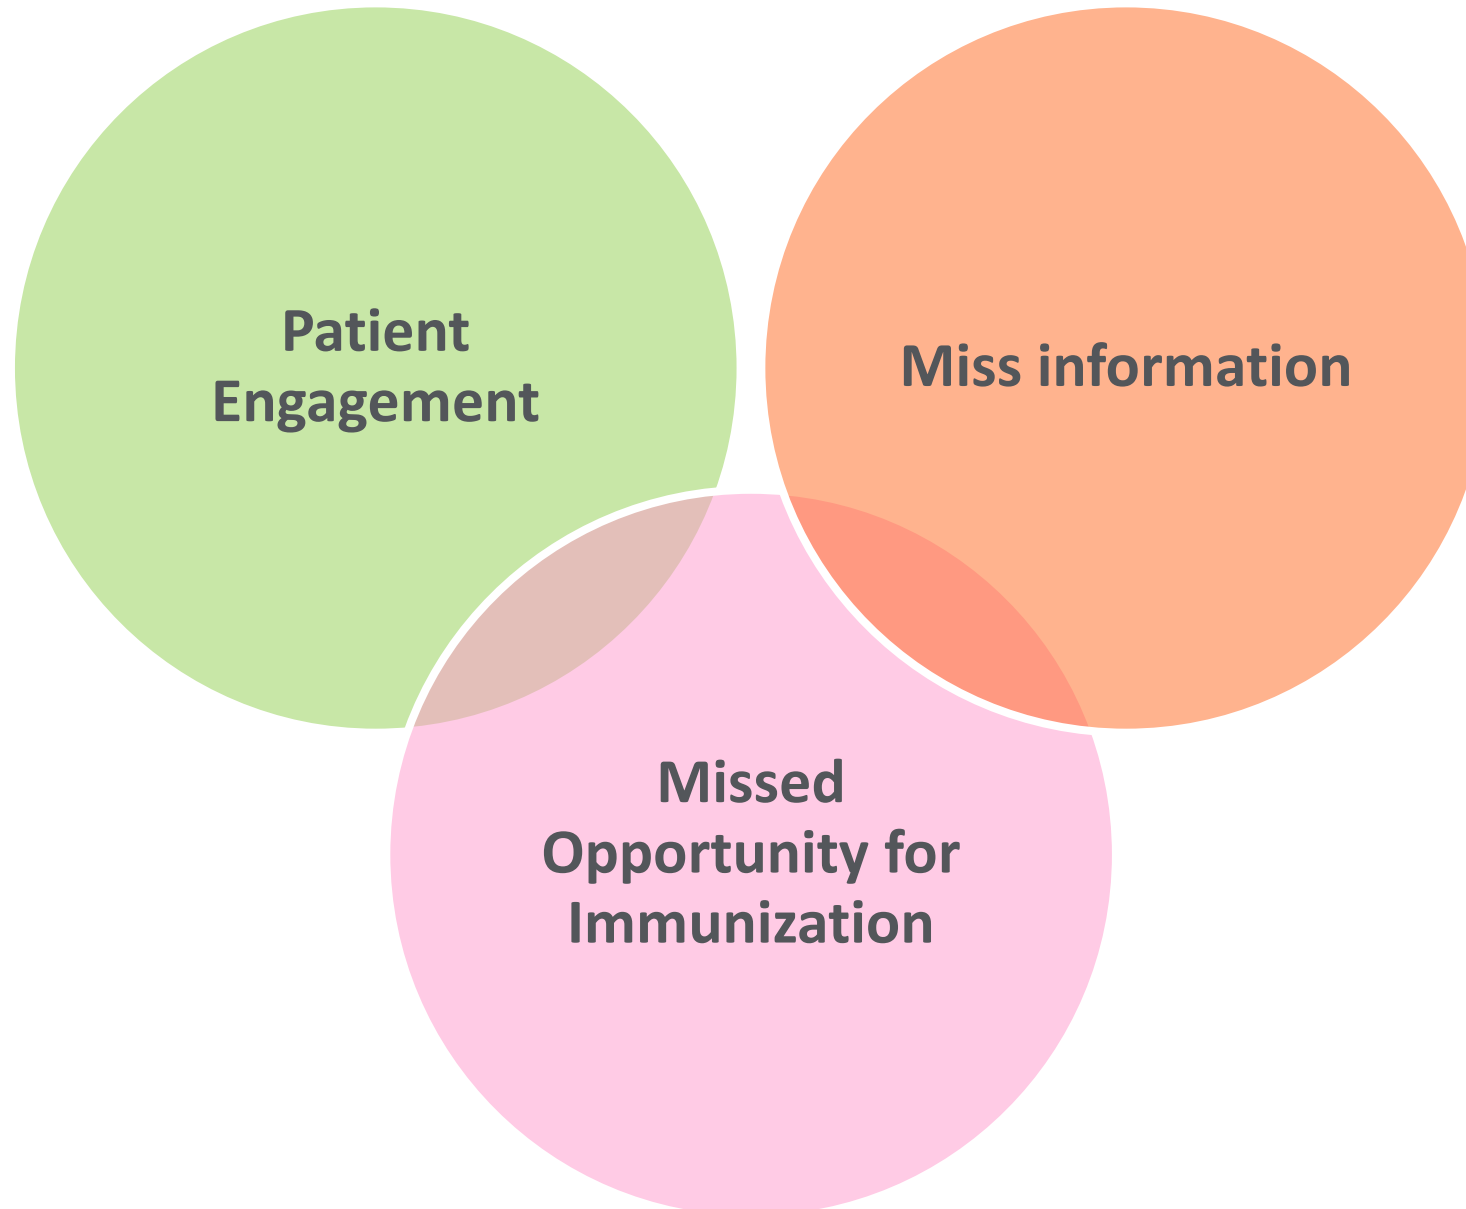 Patient
Engagement
Miss information
Missed
Opportunity for
Immunization